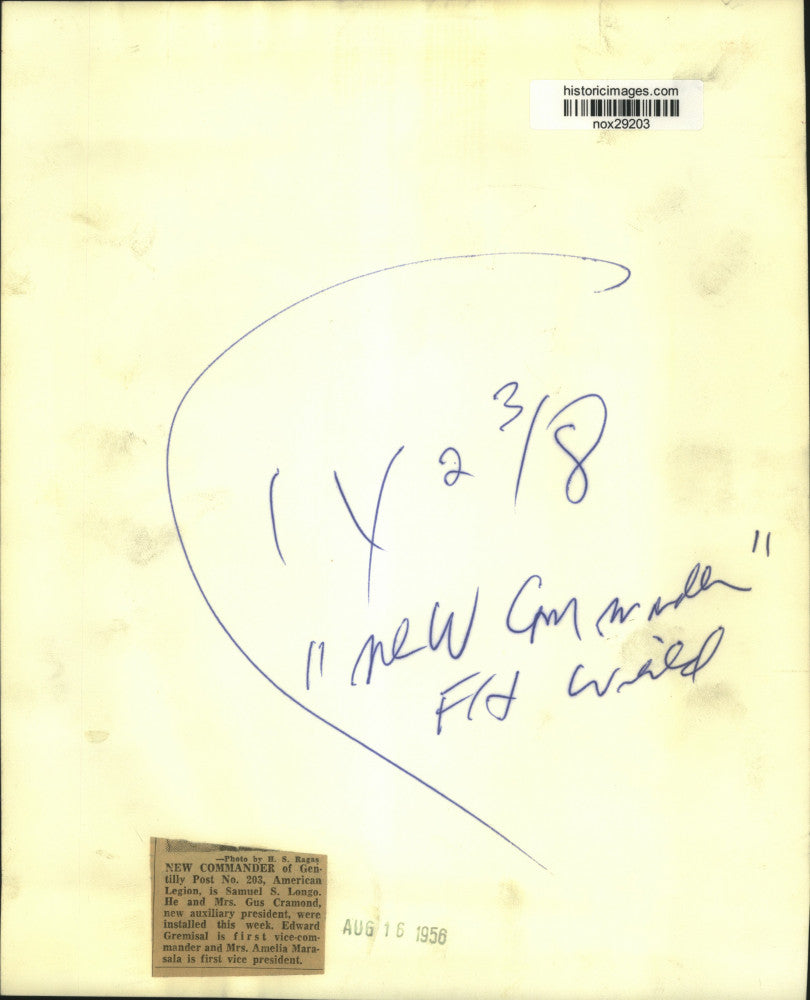 historicimages.com
nox29203
1 X 2 3/8
"New Commander"
—Photo by H. S. Ragas
NEW COMMANDER of Gen-
tilly Post No. 203, American
Legion, is Samuel S. Longo.
He and Mrs. Gus Cramond,
new auxiliary president, were
installed this week. Edward
Gremisal is first vice-com-
mander and Mrs. Amelia Mara-
sala is first vice president.
AUG 16 1956